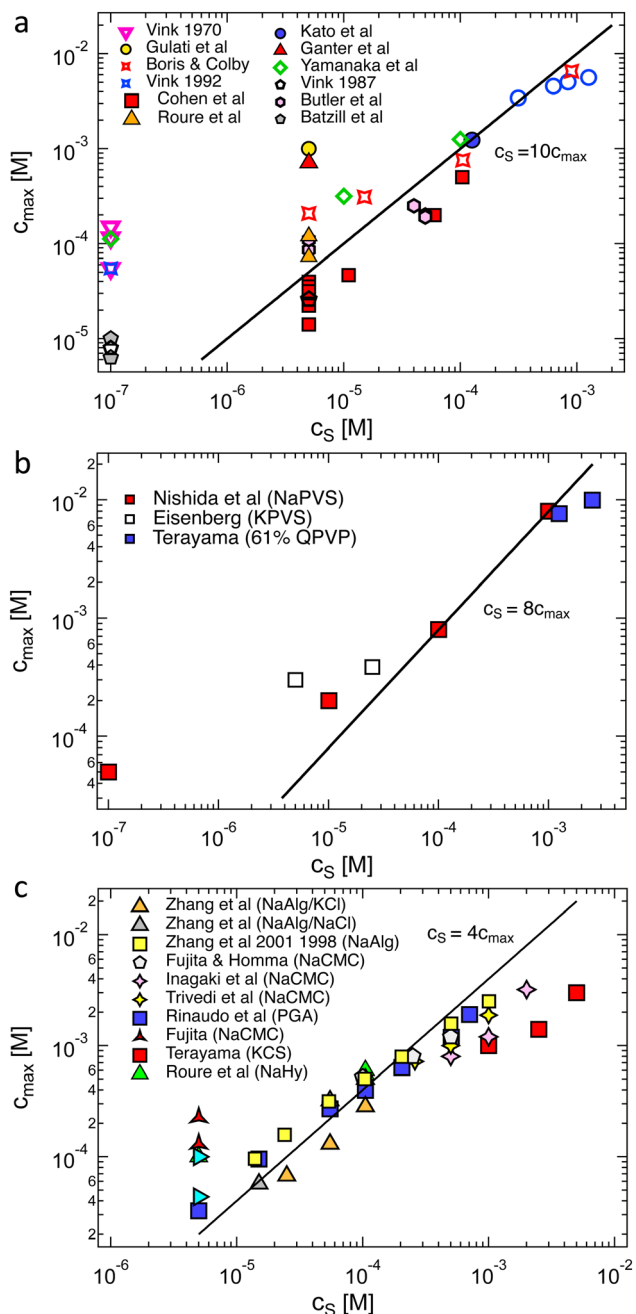 a
Vink 1970
Gulati et al
Boris & Colby
Vink 1992
Cohen et al
Roure et al
Kato et al
Ganter et al
Yamanaka et al
Vink 1987
Butler et al
Batzill et al
c_S =10c_max
c_max [M]
10^-2
10^-3
10^-4
10^-5
10^-7
10^-6
10^-5
10^-4
10^-3
c_S [M]
b
Nishida et al (NaPVS)
Eisenberg (KPVS)
Terayama (61% QPVP)
c_S = 8c_max
c_max [M]
2
10^-2
8
6
4
2
10^-3
8
6
4
2
10^-4
8
6
4
10^-7
10^-6
10^-5
10^-4
10^-3
c_S [M]
c
Zhang et al (NaAlg/KCl)
Zhang et al (NaAlg/NaCl)
Zhang et al 2001 1998 (NaAlg)
Fujita & Homma (NaCMC)
Inagaki et al (NaCMC)
Trivedi et al (NaCMC)
Rinaudo et al (PGA)
Fujita (NaCMC)
Terayama (KCS)
Roure et al (NaHy)
c_S = 4c_max
c_max [M]
2
10^-2
8
6
4
2
10^-3
8
6
4
2
10^-4
8
6
4
2
10^-6
10^-5
10^-4
10^-3
10^-2
c_S [M]